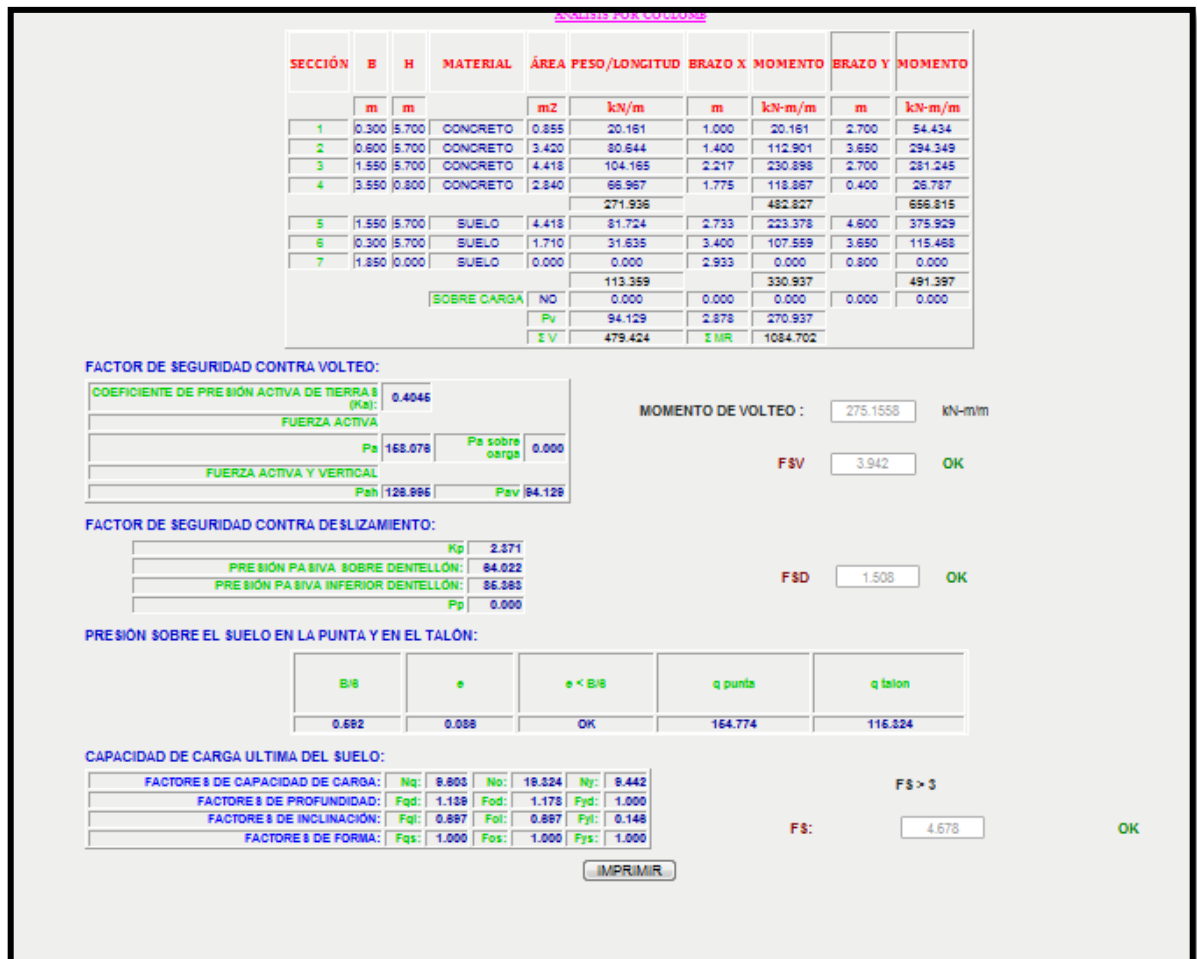 ANALISIS POR COULOMB
SECCIÓN B H MATERIAL ÁREA PESO/LONGITUD BRAZO X MOMENTO BRAZO Y MOMENTO
m m m2 kN/m m kN-m/m m kN-m/m
1 0.300 5.700 CONCRETO 0.855 20.161 1.000 20.161 2.700 54.434
2 0.600 5.700 CONCRETO 3.420 80.644 1.400 112.901 3.650 294.349
3 1.550 5.700 CONCRETO 4.418 104.165 2.217 230.898 2.700 281.245
4 3.550 0.800 CONCRETO 2.840 66.967 1.775 118.867 0.400 26.787
271.936 482.827 656.815
5 1.550 5.700 SUELO 4.418 81.724 2.733 223.378 4.600 375.929
6 0.300 5.700 SUELO 1.710 31.635 3.400 107.559 3.650 115.468
7 1.850 0.000 SUELO 0.000 0.000 2.933 0.000 0.800 0.000
113.359 330.937 491.397
SOBRE CARGA NO 0.000 0.000 0.000 0.000 0.000
Pv 94.129 2.878 270.937
Σ V 479.424 Σ MR 1084.702
FACTOR DE SEGURIDAD CONTRA VOLTEO:
COEFICIENTE DE PRESIÓN ACTIVA DE TIERRAS (Ka): 0.4045
FUERZA ACTIVA
Pa 158.076 Pa sobre carga 0.000
FUERZA ACTIVA Y VERTICAL
Pah 126.995 Pav 94.129
MOMENTO DE VOLTEO : 275.1558 kN-m/m
FSV 3.942 OK
FACTOR DE SEGURIDAD CONTRA DESLIZAMIENTO:
Kp 2.371
PRESIÓN PASIVA SOBRE DENTELLÓN: 64.022
PRESIÓN PASIVA INFERIOR DENTELLÓN: 85.363
Pp 0.000
FSD 1.508 OK
PRESIÓN SOBRE EL SUELO EN LA PUNTA Y EN EL TALÓN:
B/6 e e < B/6 q punta q talon
0.592 0.086 OK 154.774 115.324
CAPACIDAD DE CARGA ULTIMA DEL SUELO:
FACTORES DE CAPACIDAD DE CARGA: Nq: 9.603 Nc: 19.324 Ny: 9.442
FACTORES DE PROFUNDIDAD: Fqd: 1.139 Fcd: 1.178 Fyd: 1.000
FACTORES DE INCLINACIÓN: Fqi: 0.697 Fci: 0.697 Fyi: 0.146
FACTORES DE FORMA: Fqs: 1.000 Fcs: 1.000 Fys: 1.000
FS > 3
FS: 4.678 OK
IMPRIMIR